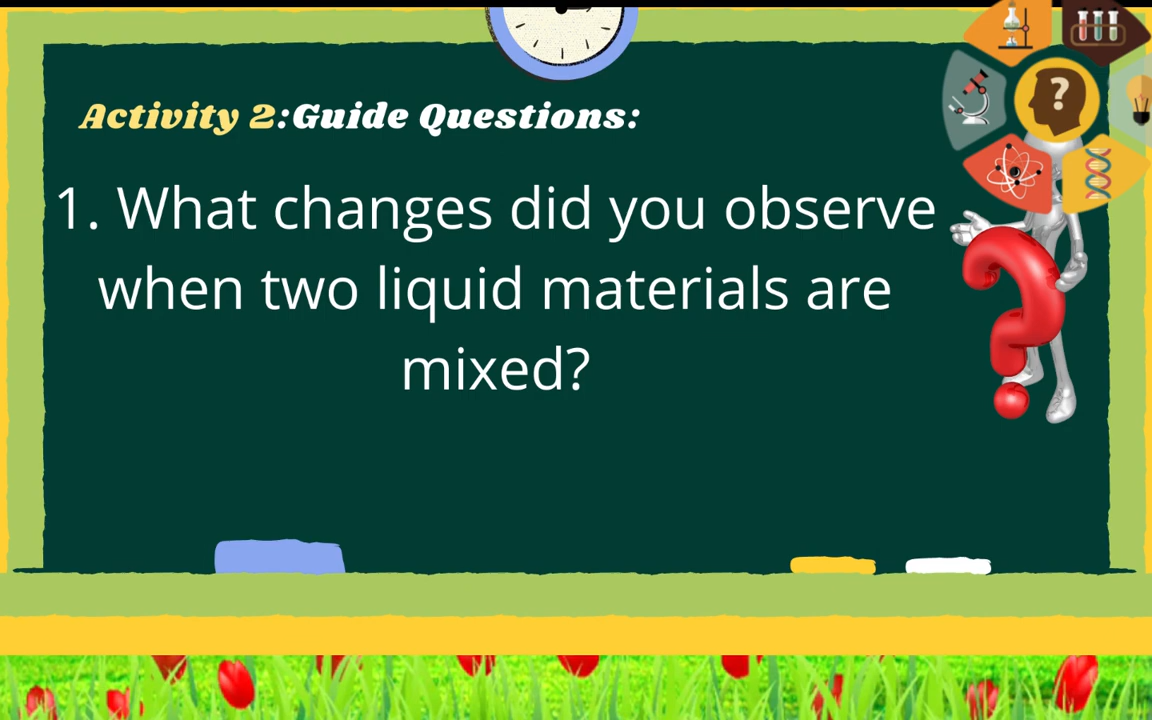 Activity 2:Guide Questions:
1. What changes did you observe
when two liquid materials are
mixed?